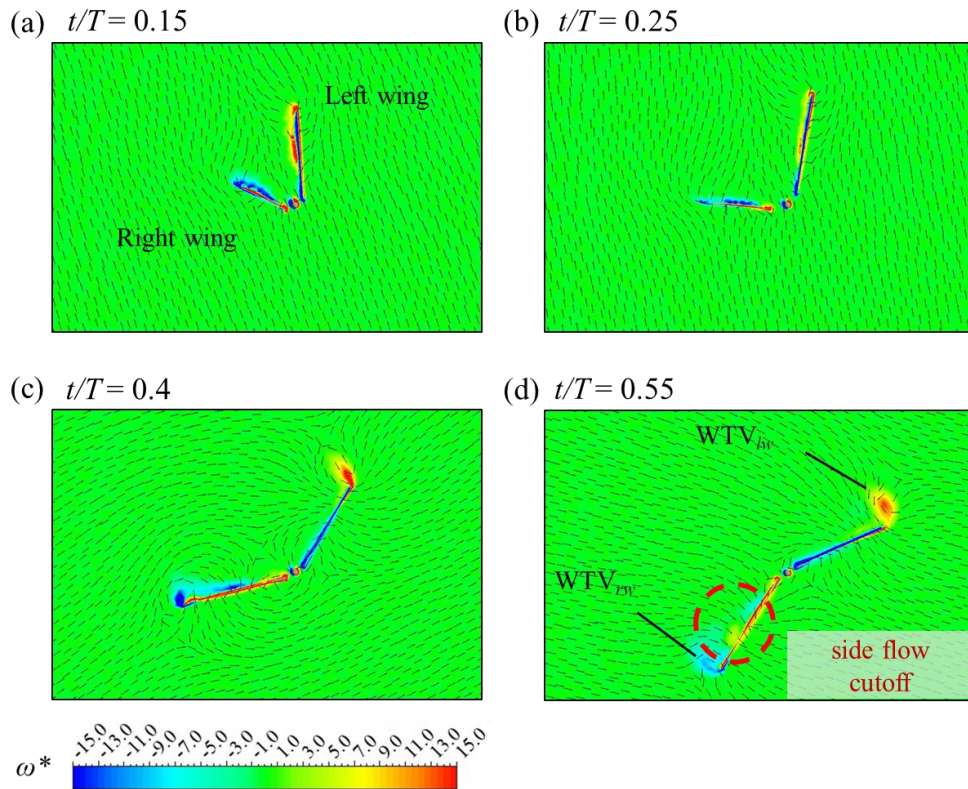 (a) t/T = 0.15
(b) t/T = 0.25
Left wing
Right wing
(c) t/T = 0.4
(d) t/T = 0.55
WTVlw
WTVrw
side flow
cutoff
ω*
-15.0 -13.0 -11.0 -9.0 -7.0 -5.0 -3.0 -1.0 1.0 3.0 5.0 7.0 9.0 11.0 13.0 15.0